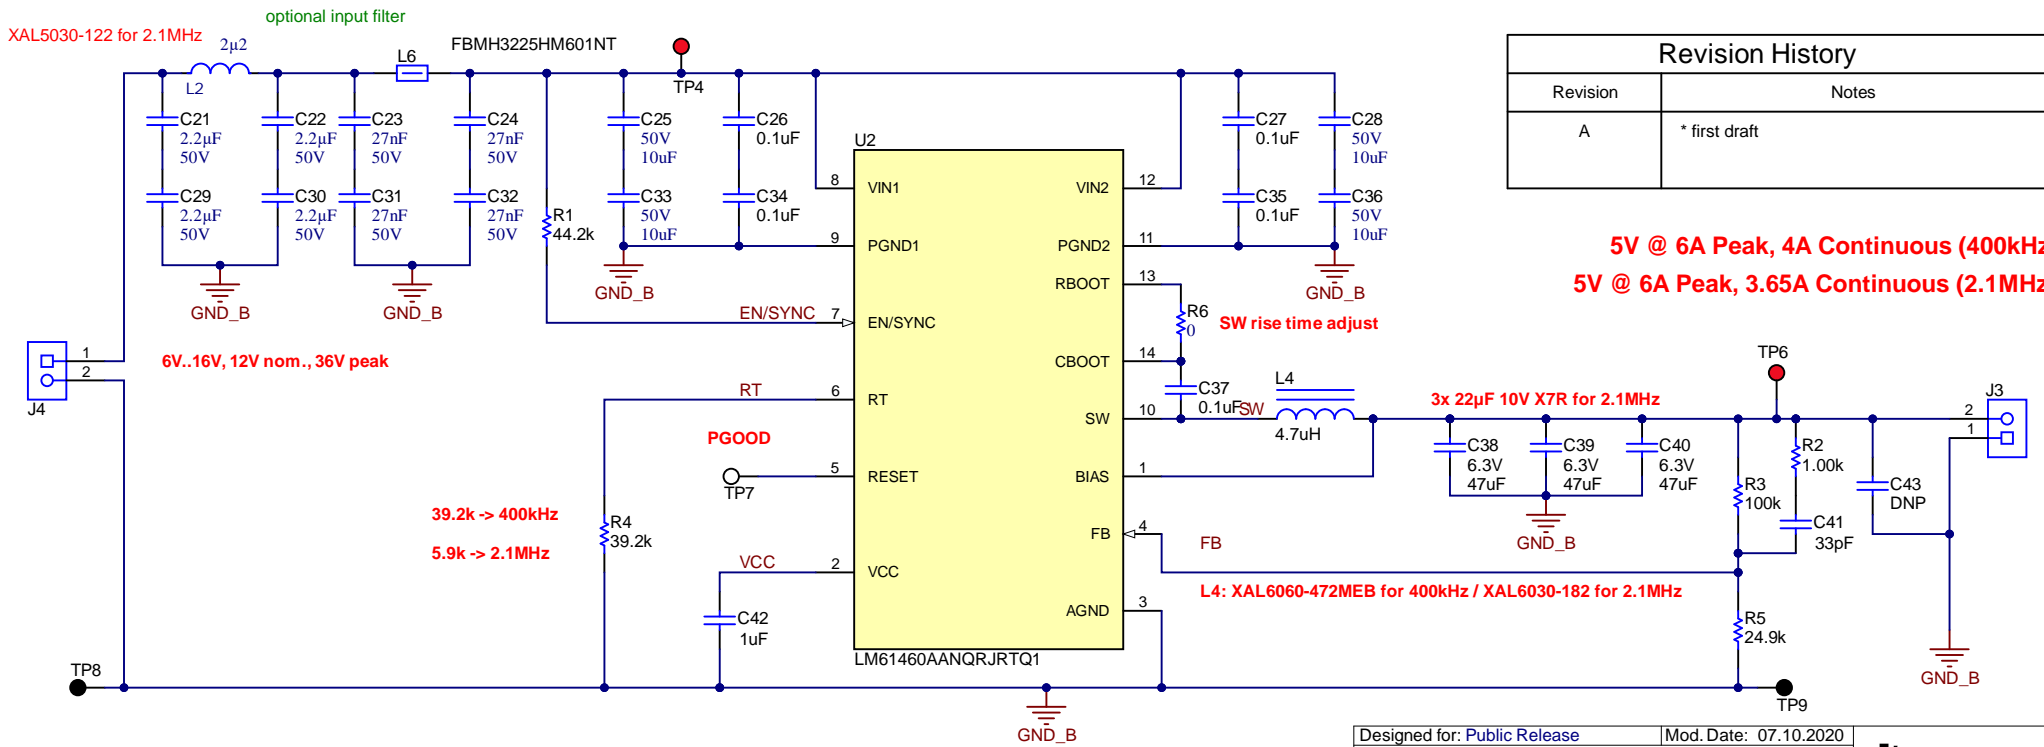 optional input filter
XAL5030-122 for 2.1MHz
2µ2
L2
L6
FBMH3225HM601NT
TP4
C21
2.2µF
50V
C22
2.2µF
50V
C23
27nF
50V
C24
27nF
50V
C25
50V
10uF
C26
0.1uF
C27
0.1uF
C28
50V
10uF
C29
2.2µF
50V
C30
2.2µF
50V
C31
27nF
50V
C32
27nF
50V
R1
44.2k
C33
50V
10uF
C34
0.1uF
C35
0.1uF
C36
50V
10uF
GND_B
GND_B
GND_B
GND_B
U2
8 VIN1
VIN2 12
9 PGND1
PGND2 11
RBOOT 13
EN/SYNC 7 EN/SYNC
CBOOT 14
RT 6 RT
SW 10
5 RESET
BIAS 1
FB 4
VCC 2 VCC
AGND 3
LM61460AANQRJRTQ1
R6
0
SW rise time adjust
C37
0.1uF
SW
L4
4.7uH
6V..16V, 12V nom., 36V peak
J4
1
2
PGOOD
TP7
39.2k -> 400kHz
5.9k -> 2.1MHz
R4
39.2k
C42
1uF
TP8
GND_B
3x 22µF 10V X7R for 2.1MHz
C38
6.3V
47uF
C39
6.3V
47uF
C40
6.3V
47uF
GND_B
TP6
R3
100k
R2
1.00k
C41
33pF
C43
DNP
J3
2
1
FB
L4: XAL6060-472MEB for 400kHz / XAL6030-182 for 2.1MHz
R5
24.9k
GND_B
TP9
Revision History
Revision Notes
A * first draft
5V @ 6A Peak, 4A Continuous (400kHz
5V @ 6A Peak, 3.65A Continuous (2.1MHz
Designed for: Public Release
Mod. Date: 07.10.2020